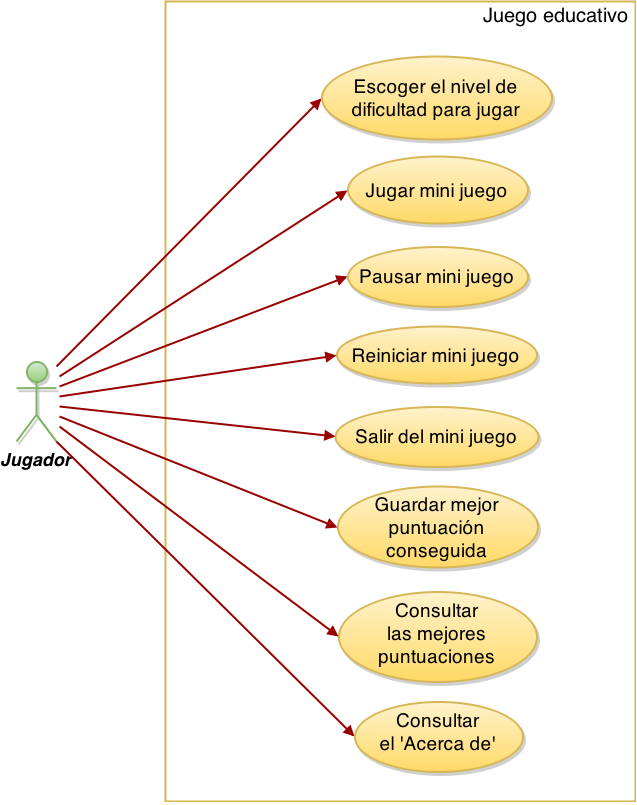 Juego educativo
Escoger el nivel de
dificultad para jugar
Jugar mini juego
Pausar mini juego
Reiniciar mini juego
Salir del mini juego
Jugador
Guardar mejor
puntuación
conseguida
Consultar
las mejores
puntuaciones
Consultar
el 'Acerca de'